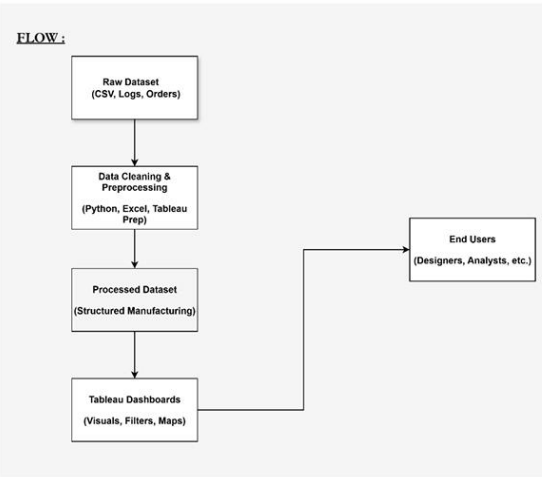 FLOW :
Raw Dataset
(CSV, Logs, Orders)
Data Cleaning &
Preprocessing
(Python, Excel, Tableau
Prep)
Processed Dataset
(Structured Manufacturing)
Tableau Dashboards
(Visuals, Filters, Maps)
End Users
(Designers, Analysts, etc.)